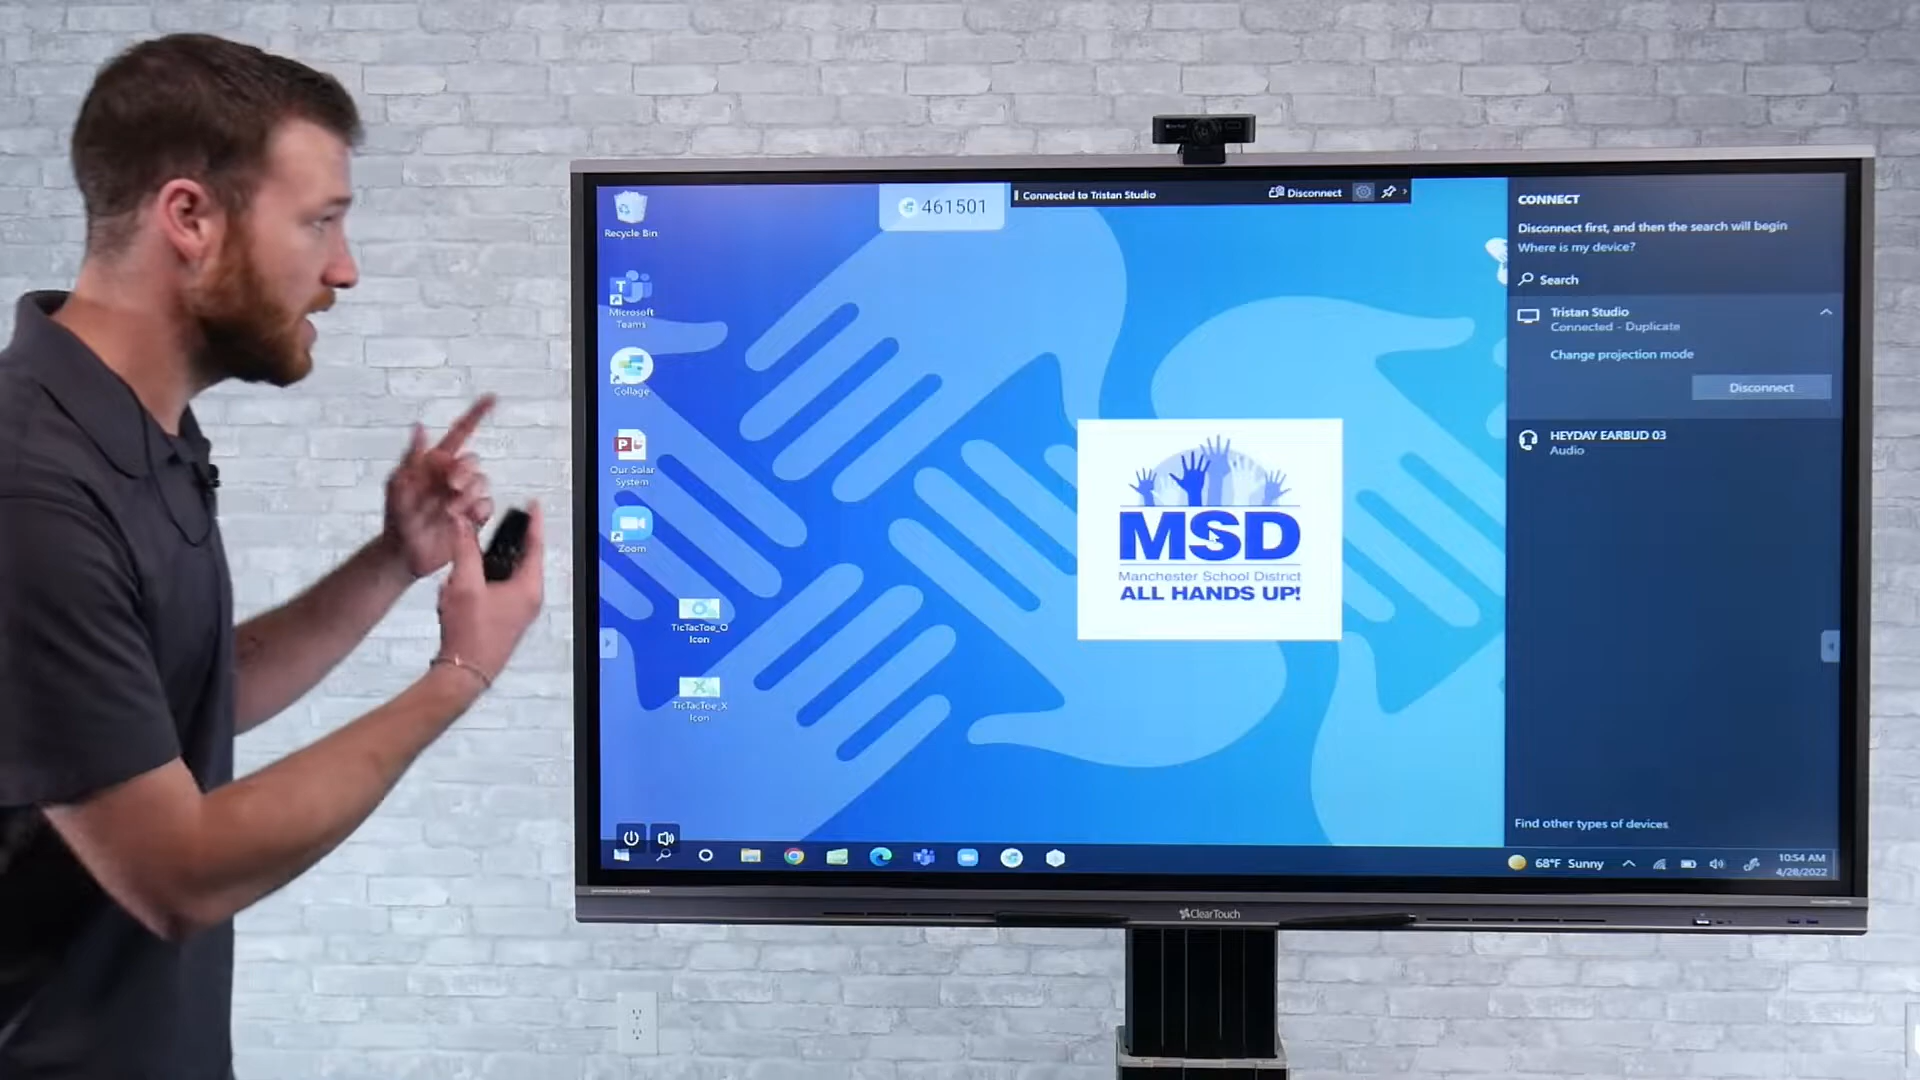 Recycle Bin
Microsoft
Teams
Collage
Our Solar
System
Zoom
TicTacToe_O
Icon
TicTacToe_X
Icon
461501
Connected to Tristan Studio
Disconnect
CONNECT
Disconnect first, and then the search will begin
Where is my device?
Search
Tristan Studio
Connected - Duplicate
Change projection mode
Disconnect
HEYDAY EARBUD 03
Audio
MSD
Manchester School District
ALL HANDS UP!
Find other types of devices
68°F Sunny
10:54 AM
4/28/2022
ClearTouch